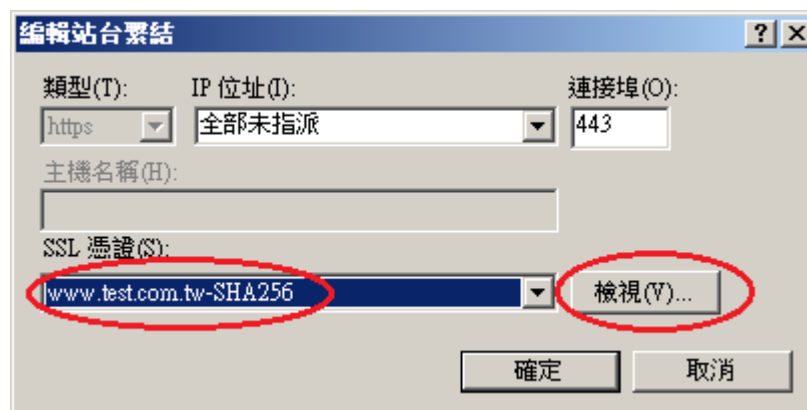 編輯站台繫結
類型(T): IP 位址(I): 連接埠(O):
https 全部未指派 443
主機名稱(H):
SSL 憑證(S):
www.test.com.tw-SHA256 檢視(V)...
確定 取消